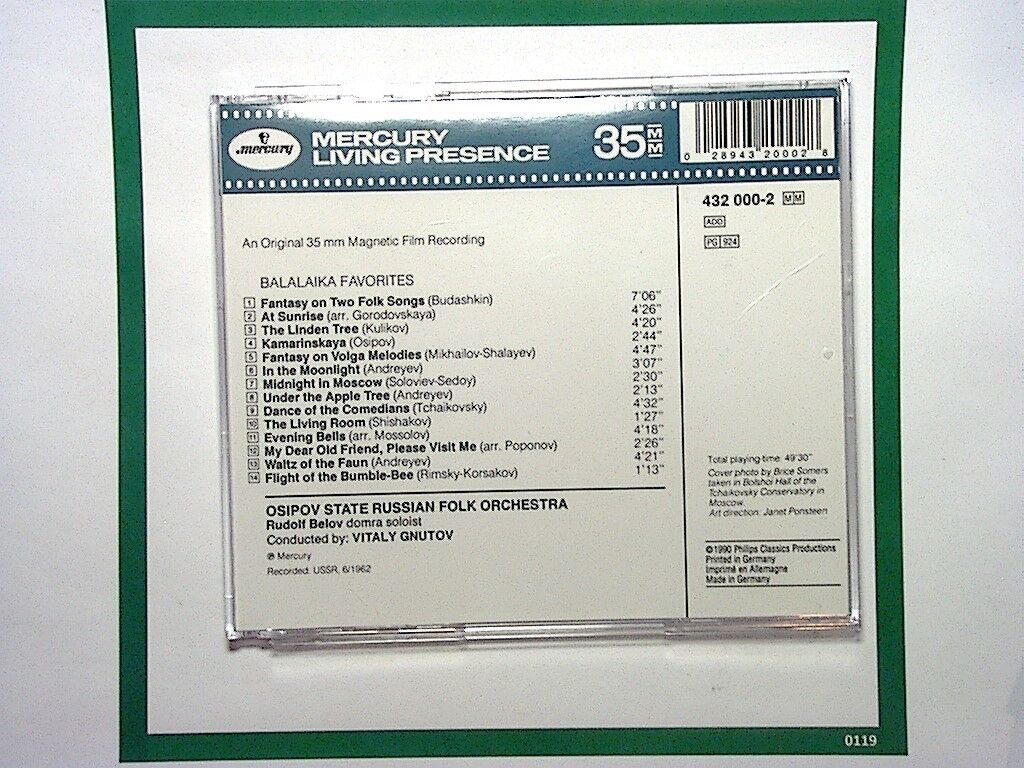 mercury
MERCURY
LIVING PRESENCE
35MM
0 28943 20002 8
432 000-2 MM
ADD
PG 924
An Original 35 mm Magnetic Film Recording
BALALAIKA FAVORITES
1 Fantasy on Two Folk Songs (Budashkin) 7'06"
2 At Sunrise (arr. Gorodovskaya) 4'26"
3 The Linden Tree (Kulikov) 4'20"
4 Kamarinskaya (Osipov) 2'44"
5 Fantasy on Volga Melodies (Mikhailov-Shalayev) 4'47"
6 In the Moonlight (Andreyev) 3'07"
7 Midnight in Moscow (Soloviev-Sedoy) 2'30"
8 Under the Apple Tree (Andreyev) 2'13"
9 Dance of the Comedians (Tchaikovsky) 4'32"
10 The Living Room (Shishakov) 1'27"
11 Evening Bells (arr. Mossolov) 4'18"
12 My Dear Old Friend, Please Visit Me (arr. Poponov) 2'26"
13 Waltz of the Faun (Andreyev) 4'21"
14 Flight of the Bumble-Bee (Rimsky-Korsakov) 1'13"
OSIPOV STATE RUSSIAN FOLK ORCHESTRA
Rudolf Belov domra soloist
Conducted by: VITALY GNUTOV
℗ Mercury
Recorded: USSR, 6/1962
Total playing-time: 49'30"
Cover photo by Brice Somers
taken in Bolshoi Hall of the
Tchaikovsky Conservatory in
Moscow.
Art direction: Janet Ponsteen
©1990 Philips Classics Productions
Printed in Germany
Imprimé en Allemagne
Made in Germany
0119